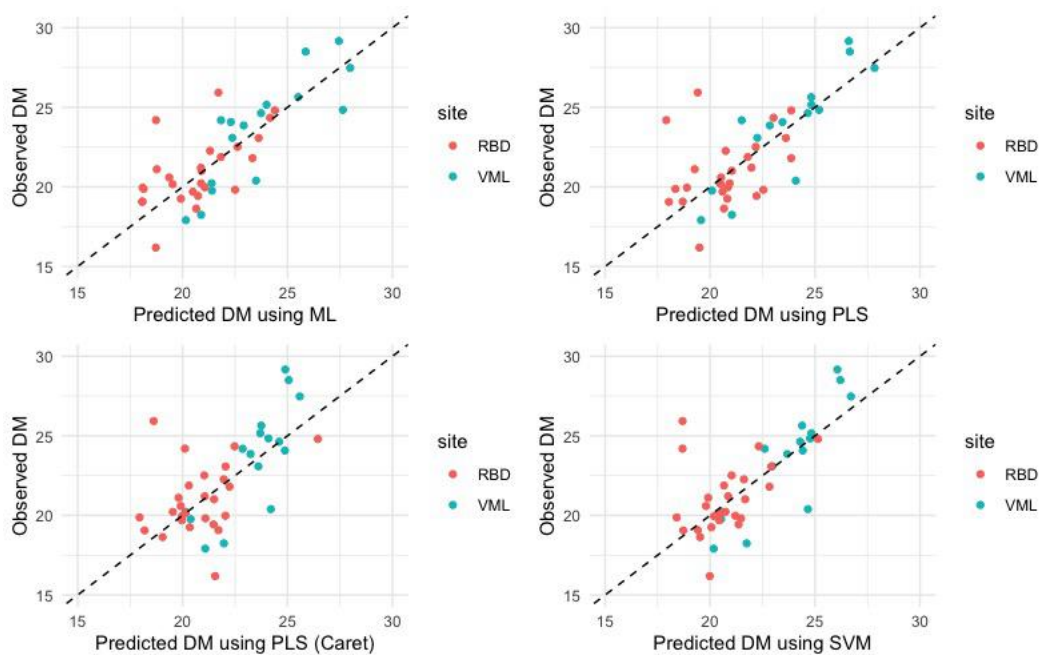 30
25
20
15
Observed DM
15
20
25
30
Predicted DM using ML
site
RBD
VML
30
25
20
15
Observed DM
15
20
25
30
Predicted DM using PLS
site
RBD
VML
30
25
20
15
Observed DM
15
20
25
30
Predicted DM using PLS (Caret)
site
RBD
VML
30
25
20
15
Observed DM
15
20
25
30
Predicted DM using SVM
site
RBD
VML